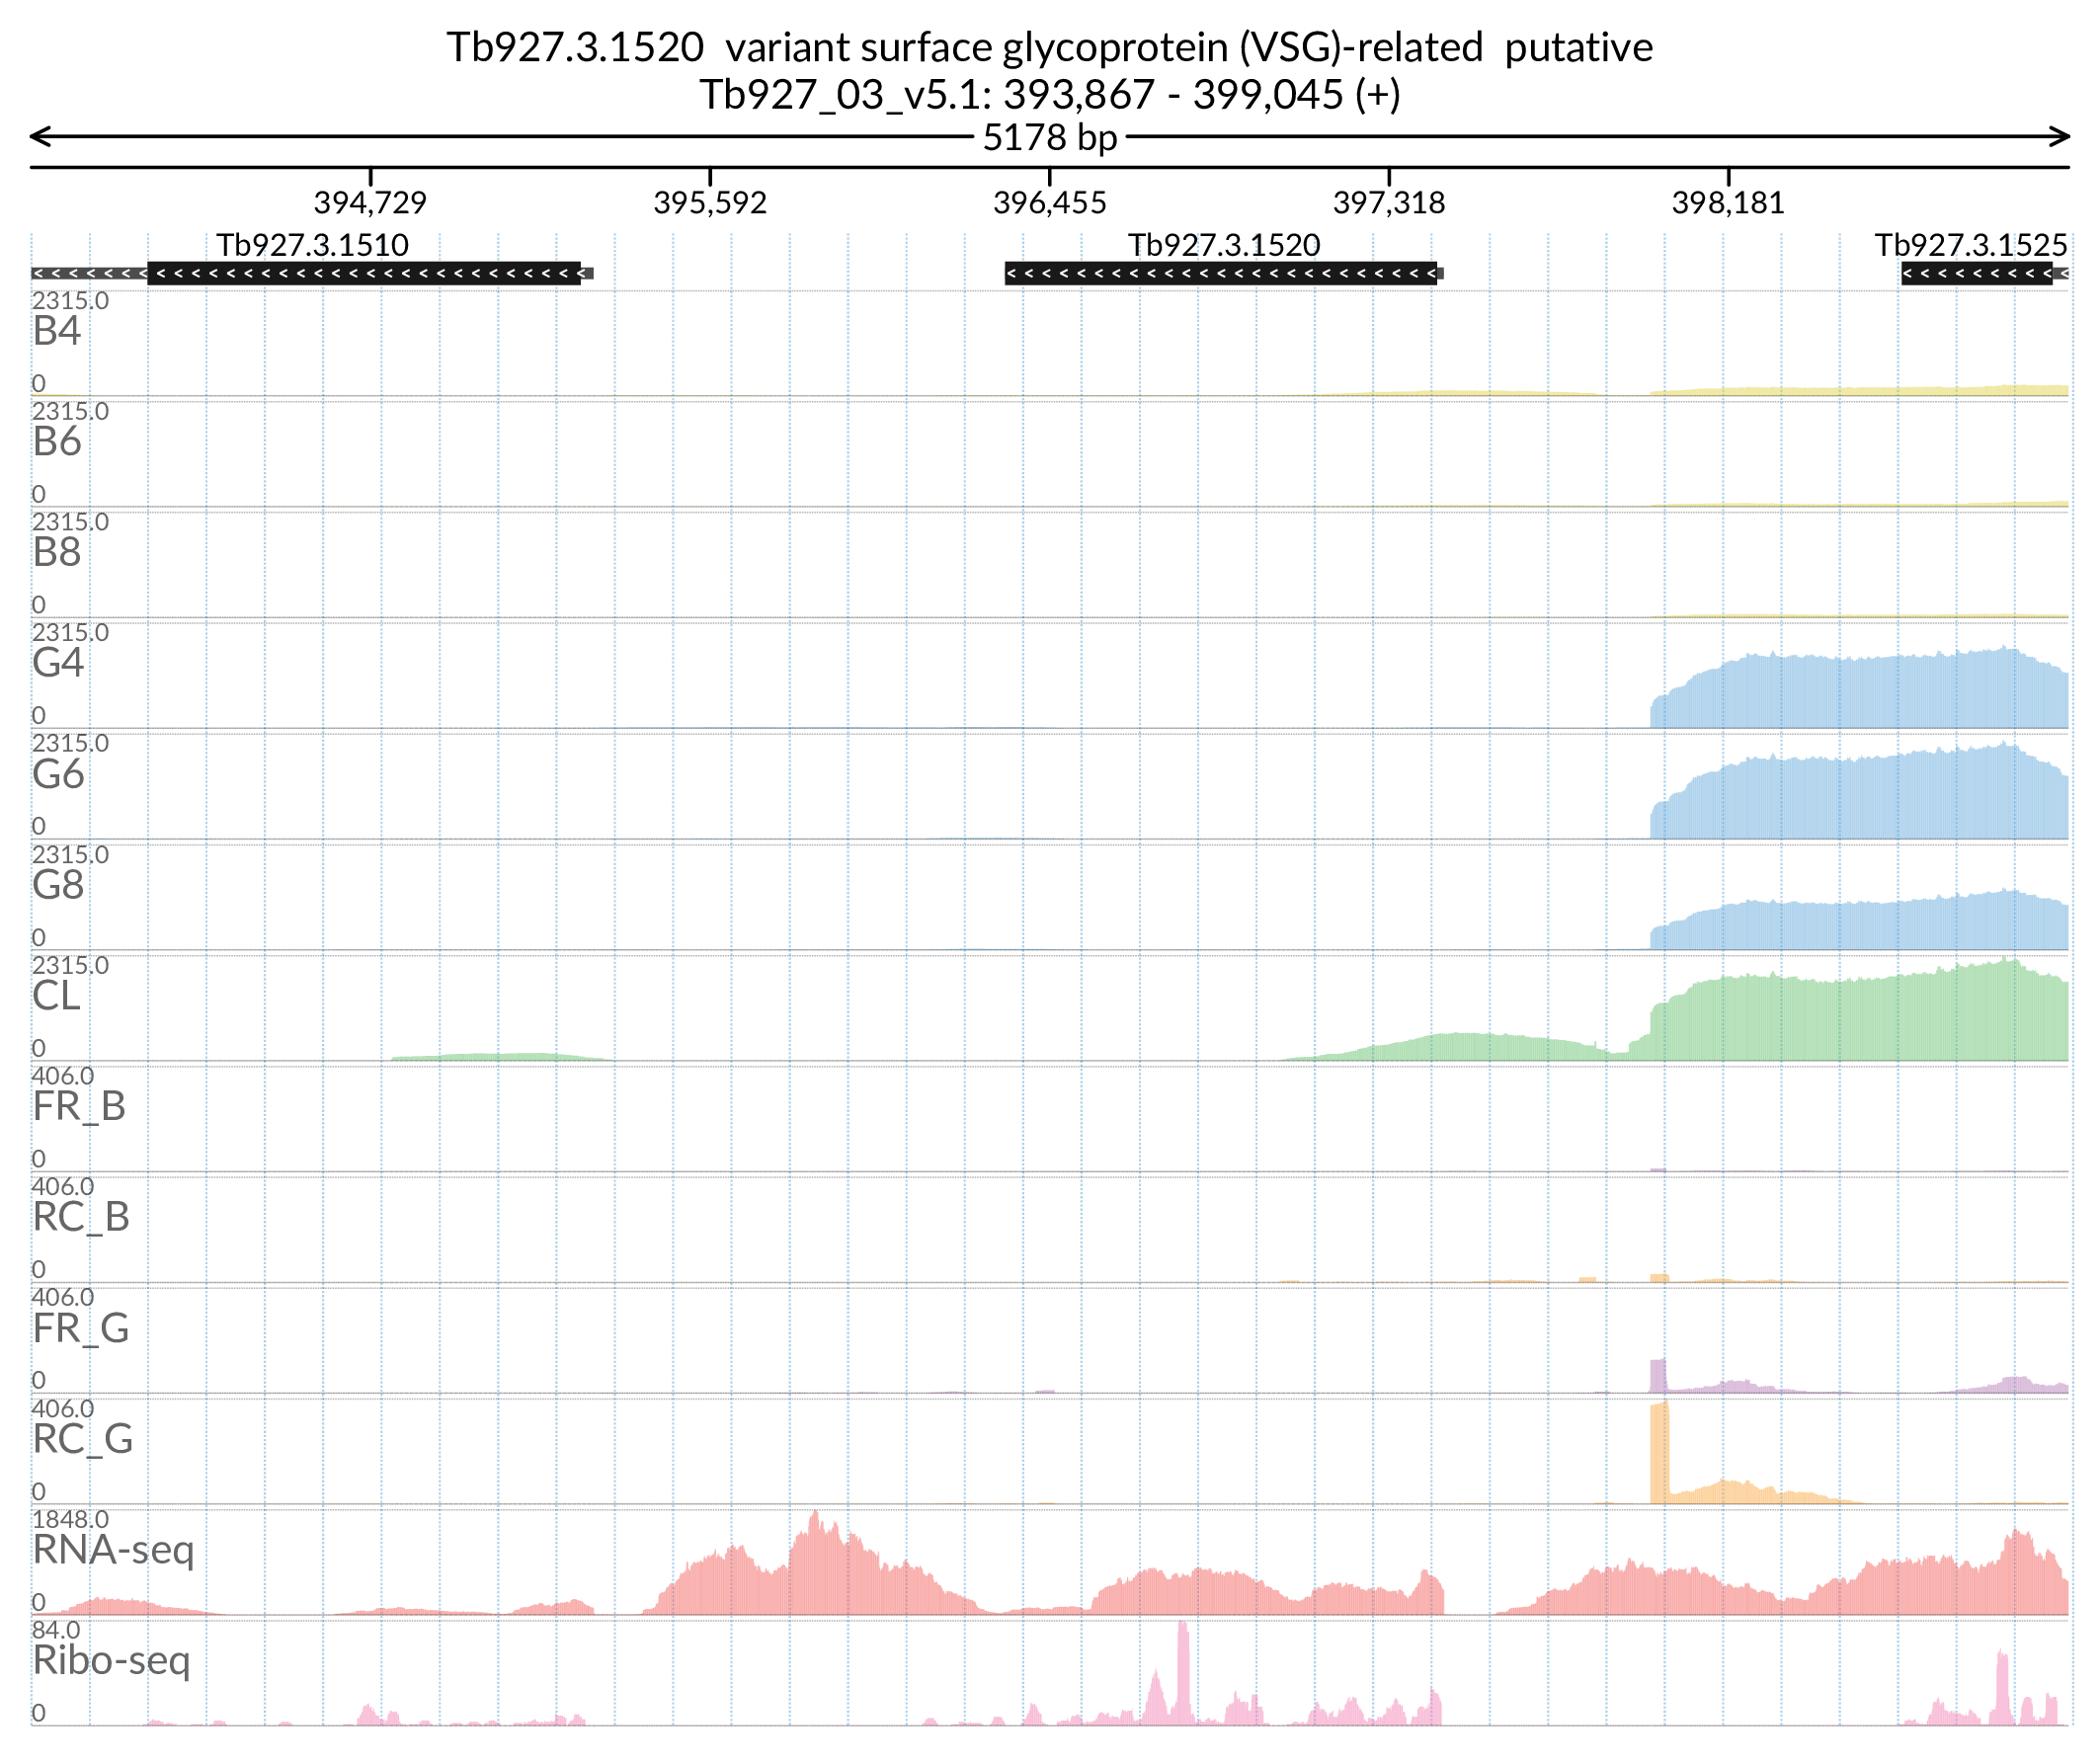 Tb927.3.1520  variant surface glycoprotein (VSG)-related  putative
Tb927_03_v5.1: 393,867 - 399,045 (+)
5178 bp
394,729 395,592 396,455 397,318 398,181
Tb927.3.1510 Tb927.3.1520 Tb927.3.1525
2315.0
B4
0
2315.0
B6
0
2315.0
B8
0
2315.0
G4
0
2315.0
G6
0
2315.0
G8
0
2315.0
CL
0
406.0
FR_B
0
406.0
RC_B
0
406.0
FR_G
0
406.0
RC_G
0
1848.0
RNA-seq
0
84.0
Ribo-seq
0